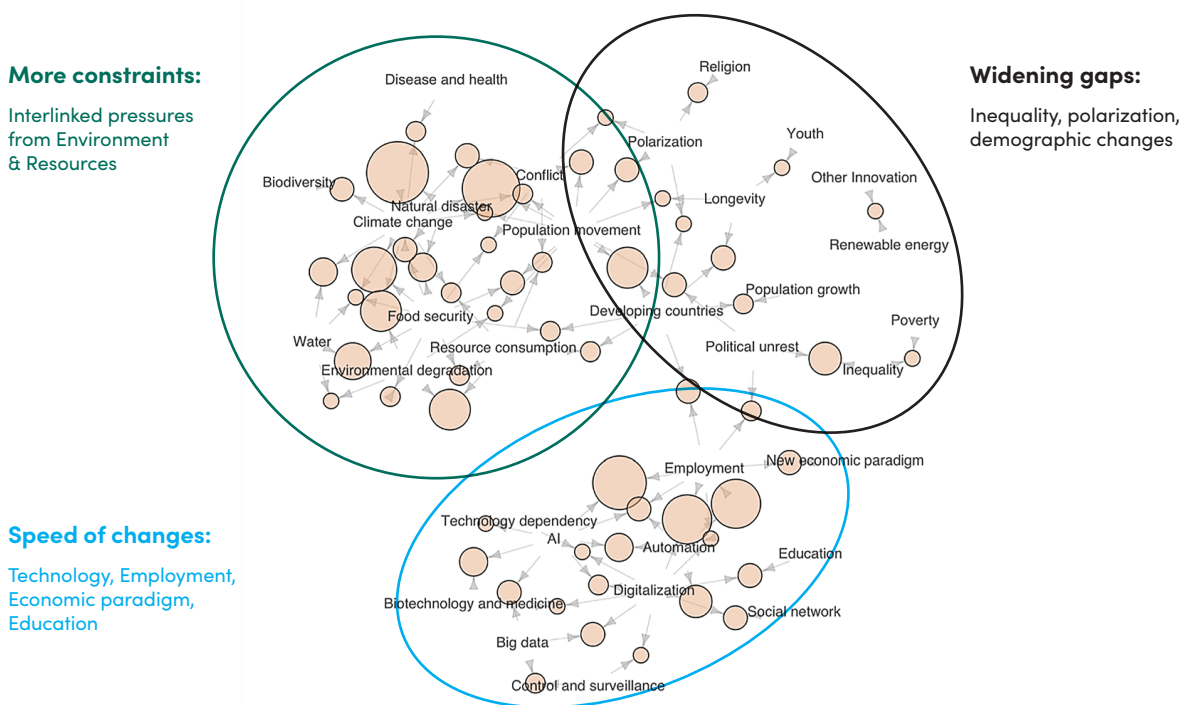 More constraints:
Interlinked pressures
from Environment
& Resources
Disease and health
Biodiversity
Natural disaster
Climate change
Conflict
Population movement
Food security
Water
Resource consumption
Environmental degradation
Developing countries
Widening gaps:
Inequality, polarization,
demographic changes
Religion
Polarization
Youth
Longevity
Other Innovation
Renewable energy
Population growth
Political unrest
Poverty
Inequality
Speed of changes:
Technology, Employment,
Economic paradigm,
Education
Employment
New economic paradigm
Technology dependency
AI
Automation
Education
Digitalization
Biotechnology and medicine
Social network
Big data
Control and surveillance